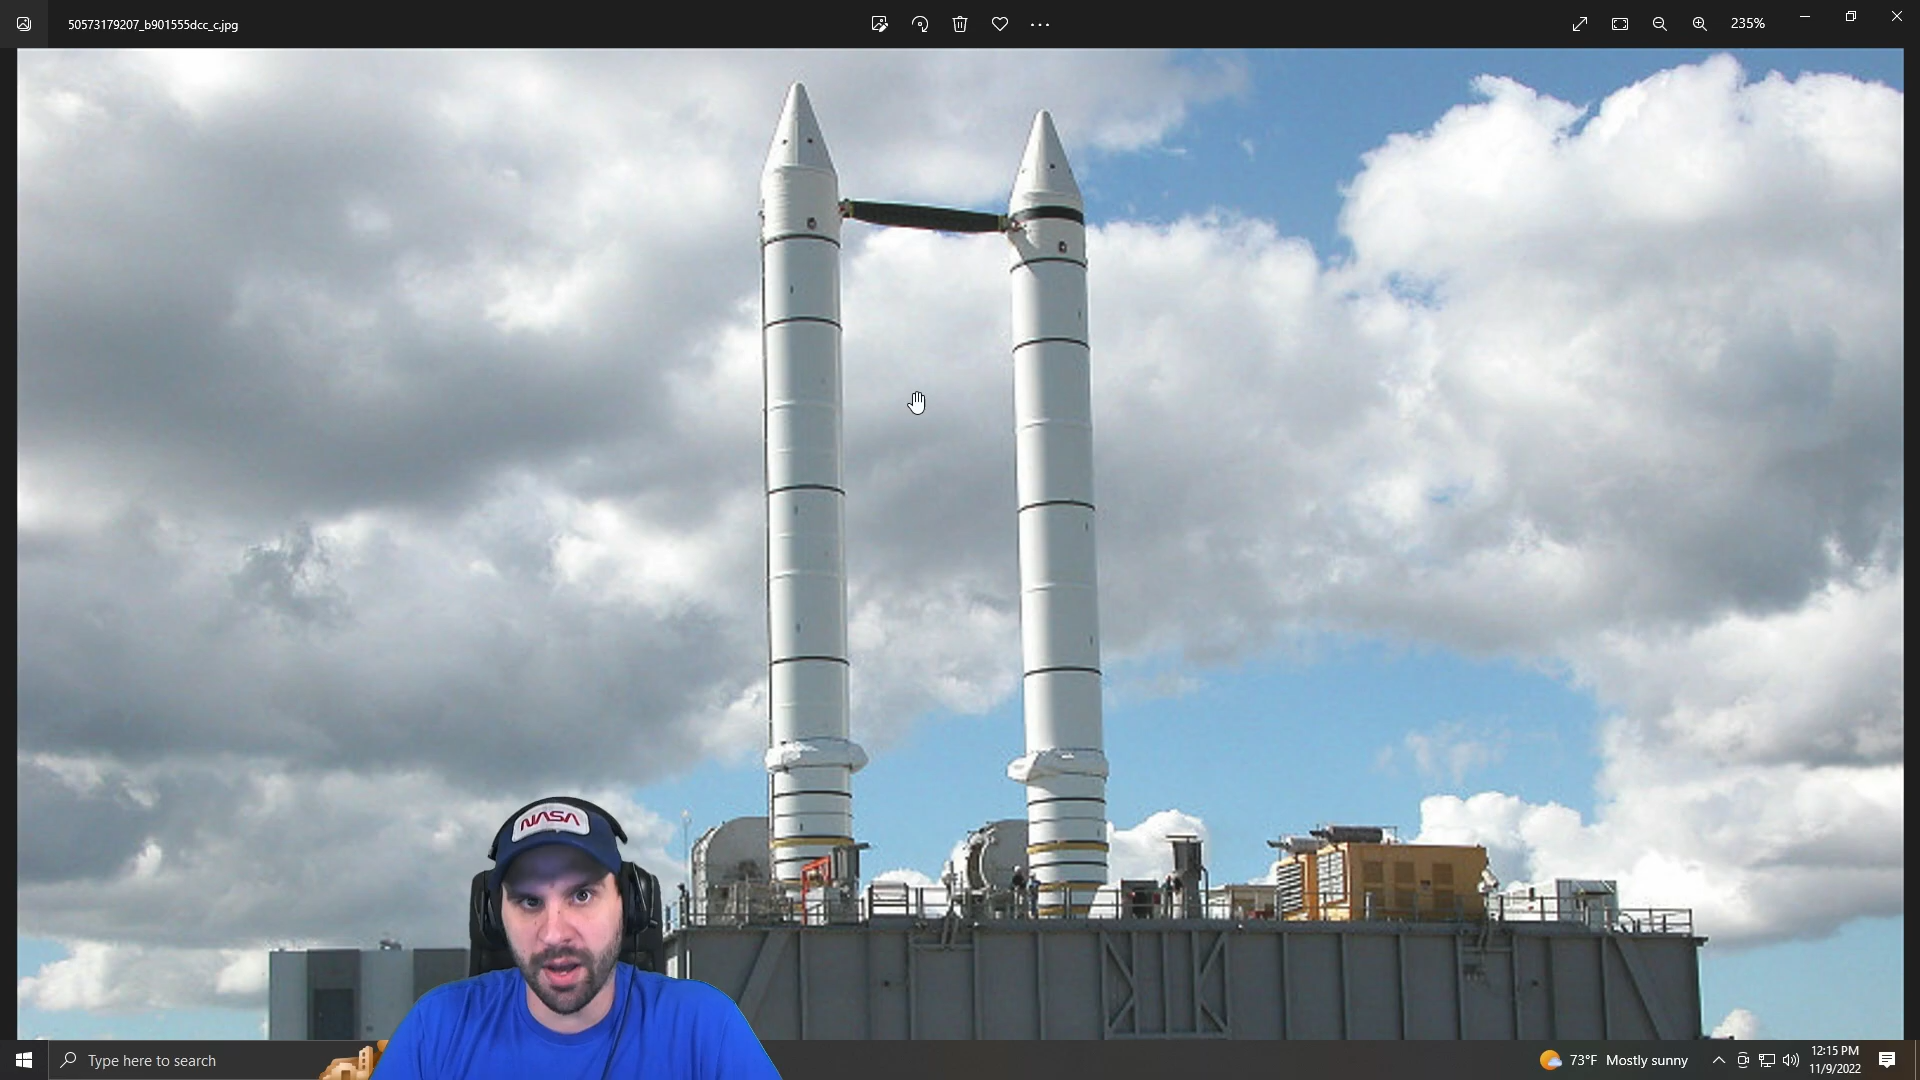 50573179207_b901555dcc_c.jpg
235%
NASA
Type here to search
73°F Mostly sunny
12:15 PM
11/9/2022